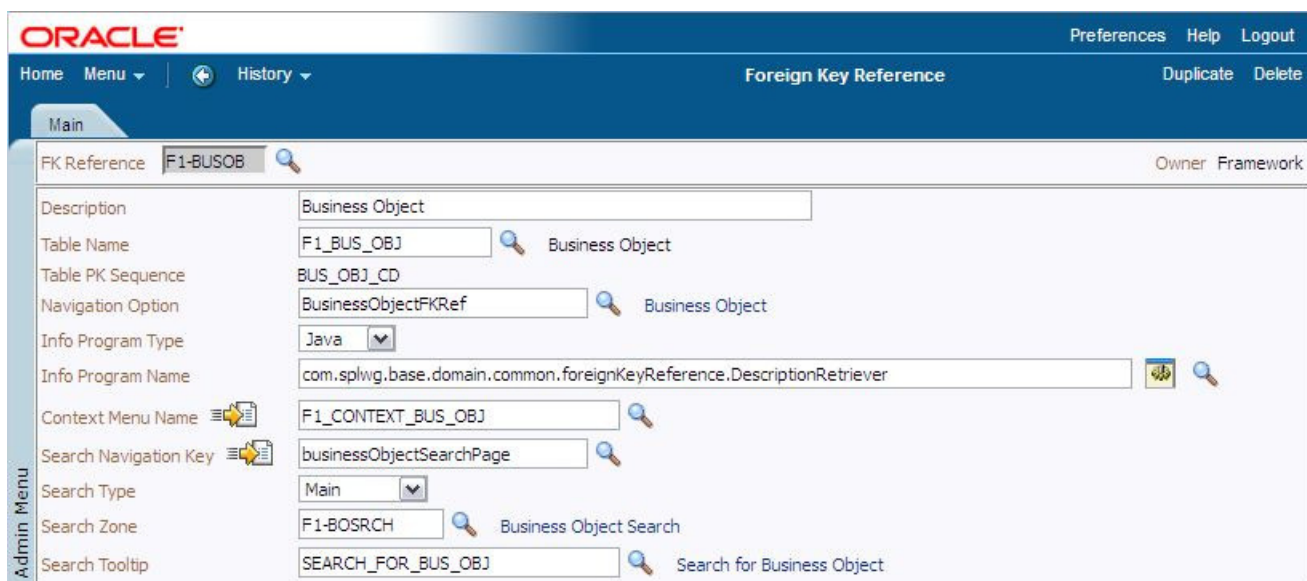 ORACLE
Preferences Help Logout
Home Menu History Foreign Key Reference Duplicate Delete
Main
FK Reference F1-BUSOB Owner Framework
Description Business Object
Table Name F1_BUS_OBJ Business Object
Table PK Sequence BUS_OBJ_CD
Navigation Option BusinessObjectFKRef Business Object
Info Program Type Java
Info Program Name com.splwg.base.domain.common.foreignKeyReference.DescriptionRetriever
Context Menu Name F1_CONTEXT_BUS_OBJ
Search Navigation Key businessObjectSearchPage
Search Type Main
Search Zone F1-BOSRCH Business Object Search
Search Tooltip SEARCH_FOR_BUS_OBJ Search for Business Object
Admin Menu